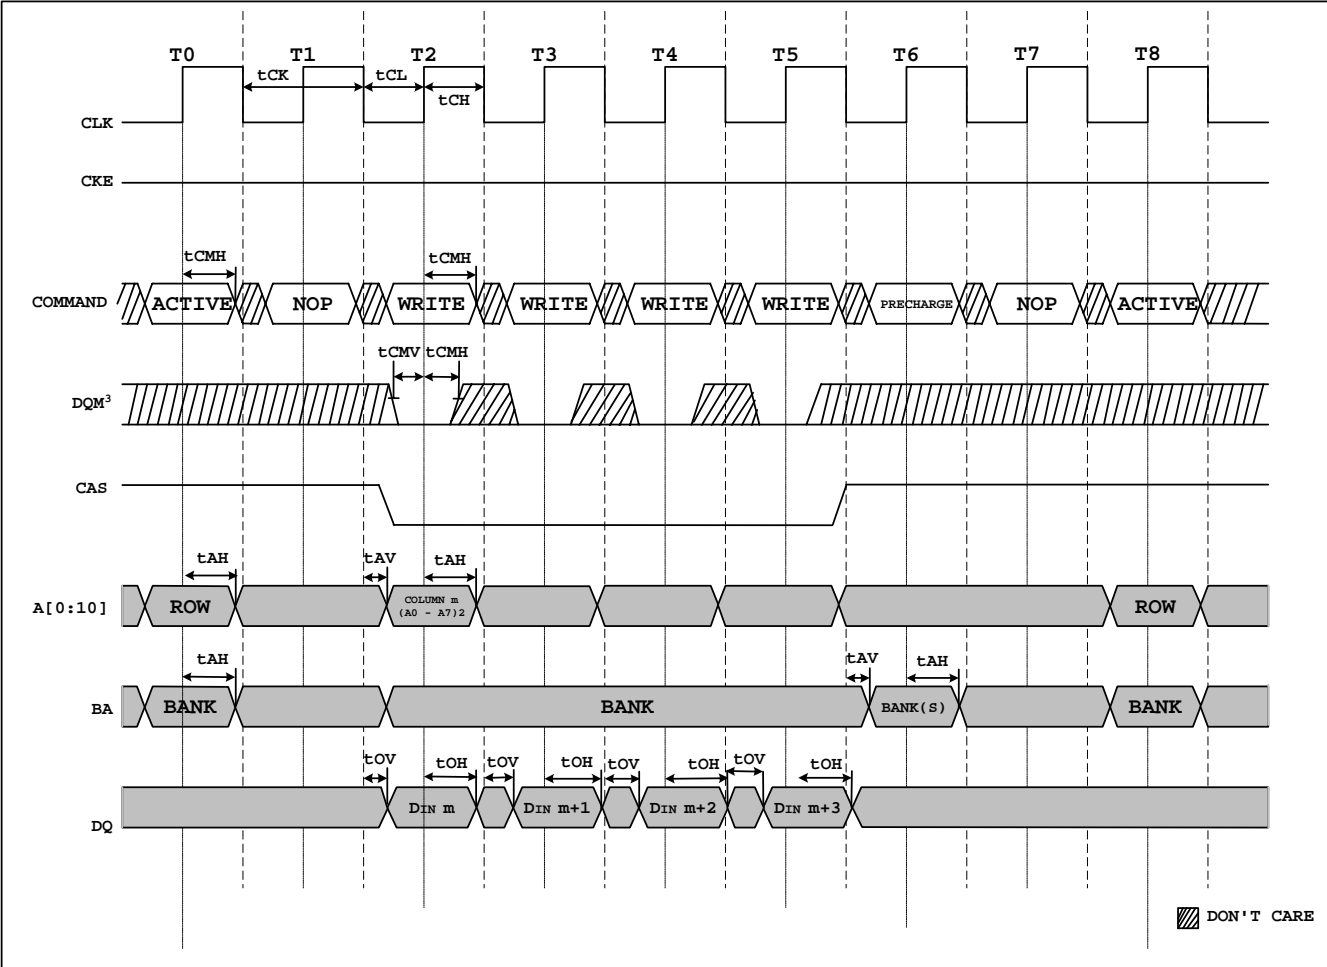 T0 T1 T2 T3 T4 T5 T6 T7 T8
tCK tCL
tCH
CLK
CKE
tCMH tCMH
COMMAND ACTIVE NOP WRITE WRITE WRITE WRITE PRECHARGE NOP ACTIVE
tCMV tCMH
DQM3
CAS
tAH tAV tAH
A[0:10] ROW COLUMN m ROW
(A0 - A7)2
tAH tAV tAH
BA BANK BANK BANK(S) BANK
tOV tOH tOV tOH tOV tOH tOV tOH
DQ DIN m DIN m+1 DIN m+2 DIN m+3
DON'T CARE